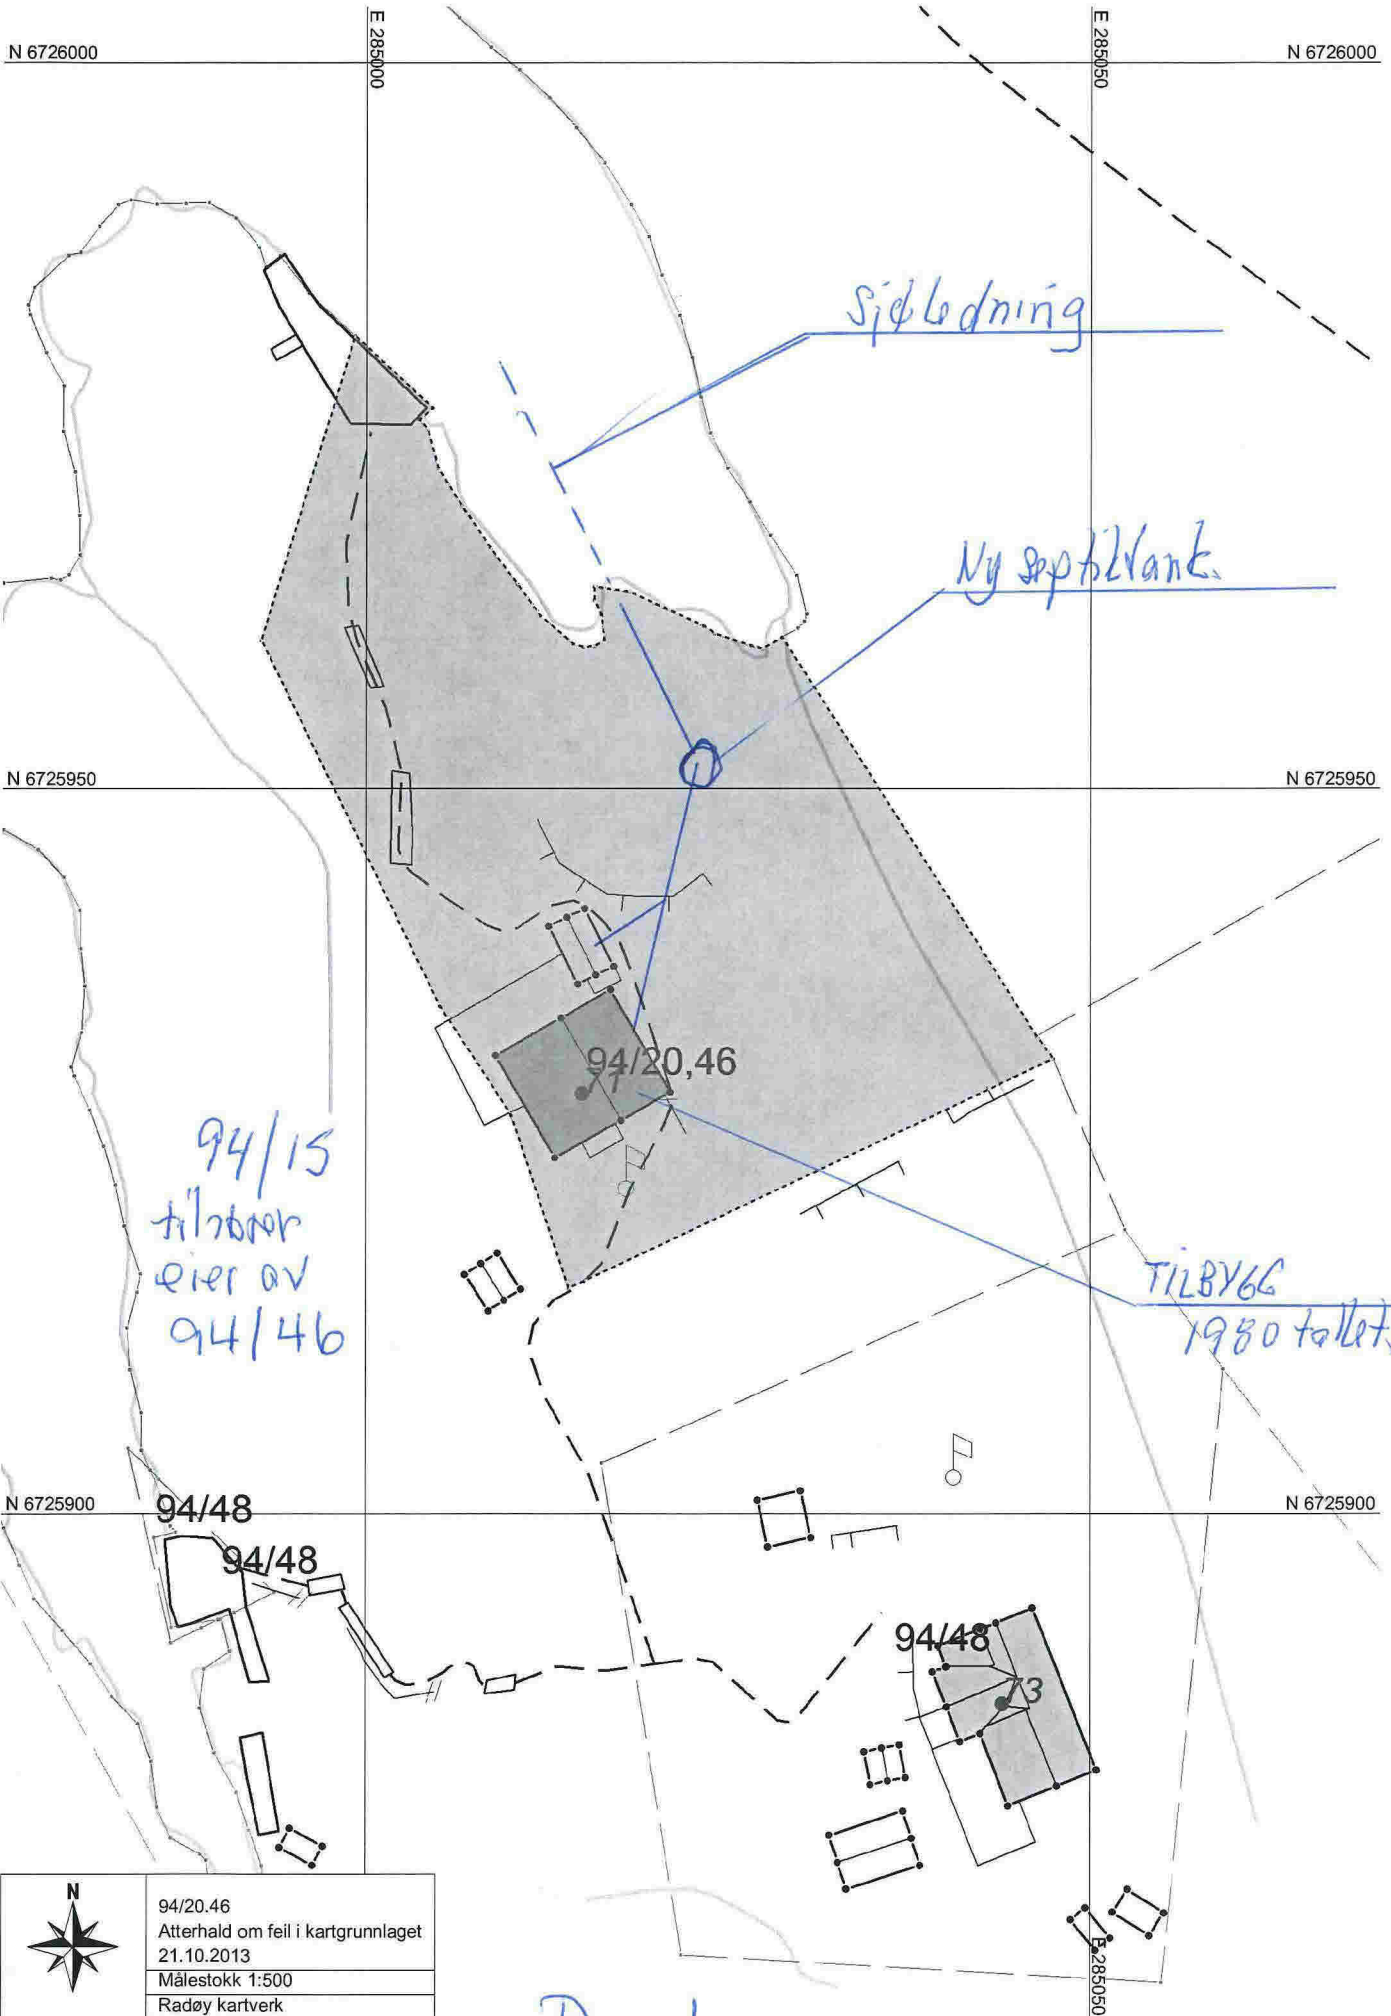 E 285000
E 285050
N 6726000
N 6726000
Sjøledning
Ny septiktank.
N 6725950
N 6725950
94/20,46
71
94/15
tilhører
eier av
94/46
TILBYGG
1980 tallet.
N 6725900
N 6725900
94/48
94/48
94/48
73
N
94/20.46
Atterhald om feil i kartgrunnlaget
21.10.2013
Målestokk 1:500
Radøy kartverk
E 285050